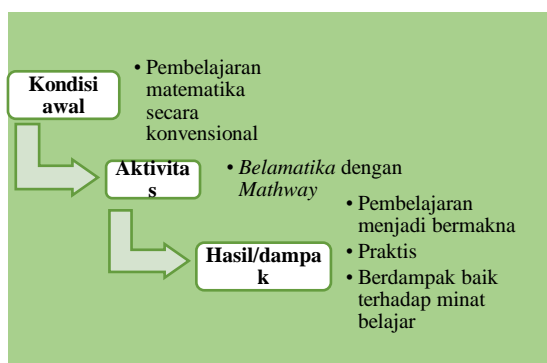 Kondisi
awal
• Pembelajaran
matematika
secara
konvensional
Aktivita
s
• Belamatika dengan
Mathway
Hasil/dampa
k
• Pembelajaran
menjadi bermakna
• Praktis
• Berdampak baik
terhadap minat
belajar